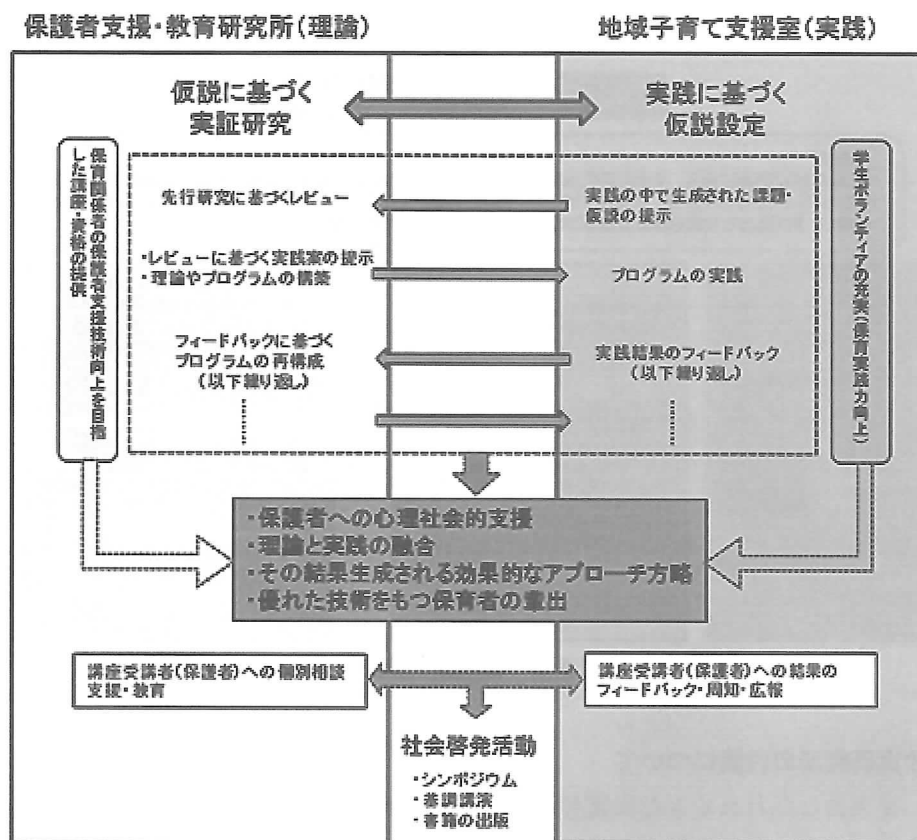 保護者支援・教育研究所(理論)
地域子育て支援室(実践)
仮説に基づく
実証研究
実践に基づく
仮説設定
保育関係者の保護者支援技術向上を目指
した講座・資格の提供
先行研究に基づくレビュー
実践の中で生成された課題・
仮説の提示
・レビューに基づく実践案の提示
・理論やプログラムの構築
プログラムの実践
フィードバックに基づく
プログラムの再構成
(以下繰り返し)
実践結果のフィードバック
(以下繰り返し)
学生ボランティアの充実(保育実践力向上)
・保護者への心理社会的支援
・理論と実践の融合
・その結果生成される効果的なアプローチ方略
・優れた技術をもつ保育者の輩出
講座受講者(保護者)への個別相談
支援・教育
講座受講者(保護者)への結果の
フィードバック・周知・広報
社会啓発活動
・シンポジウム
・基調講演
・書籍の出版